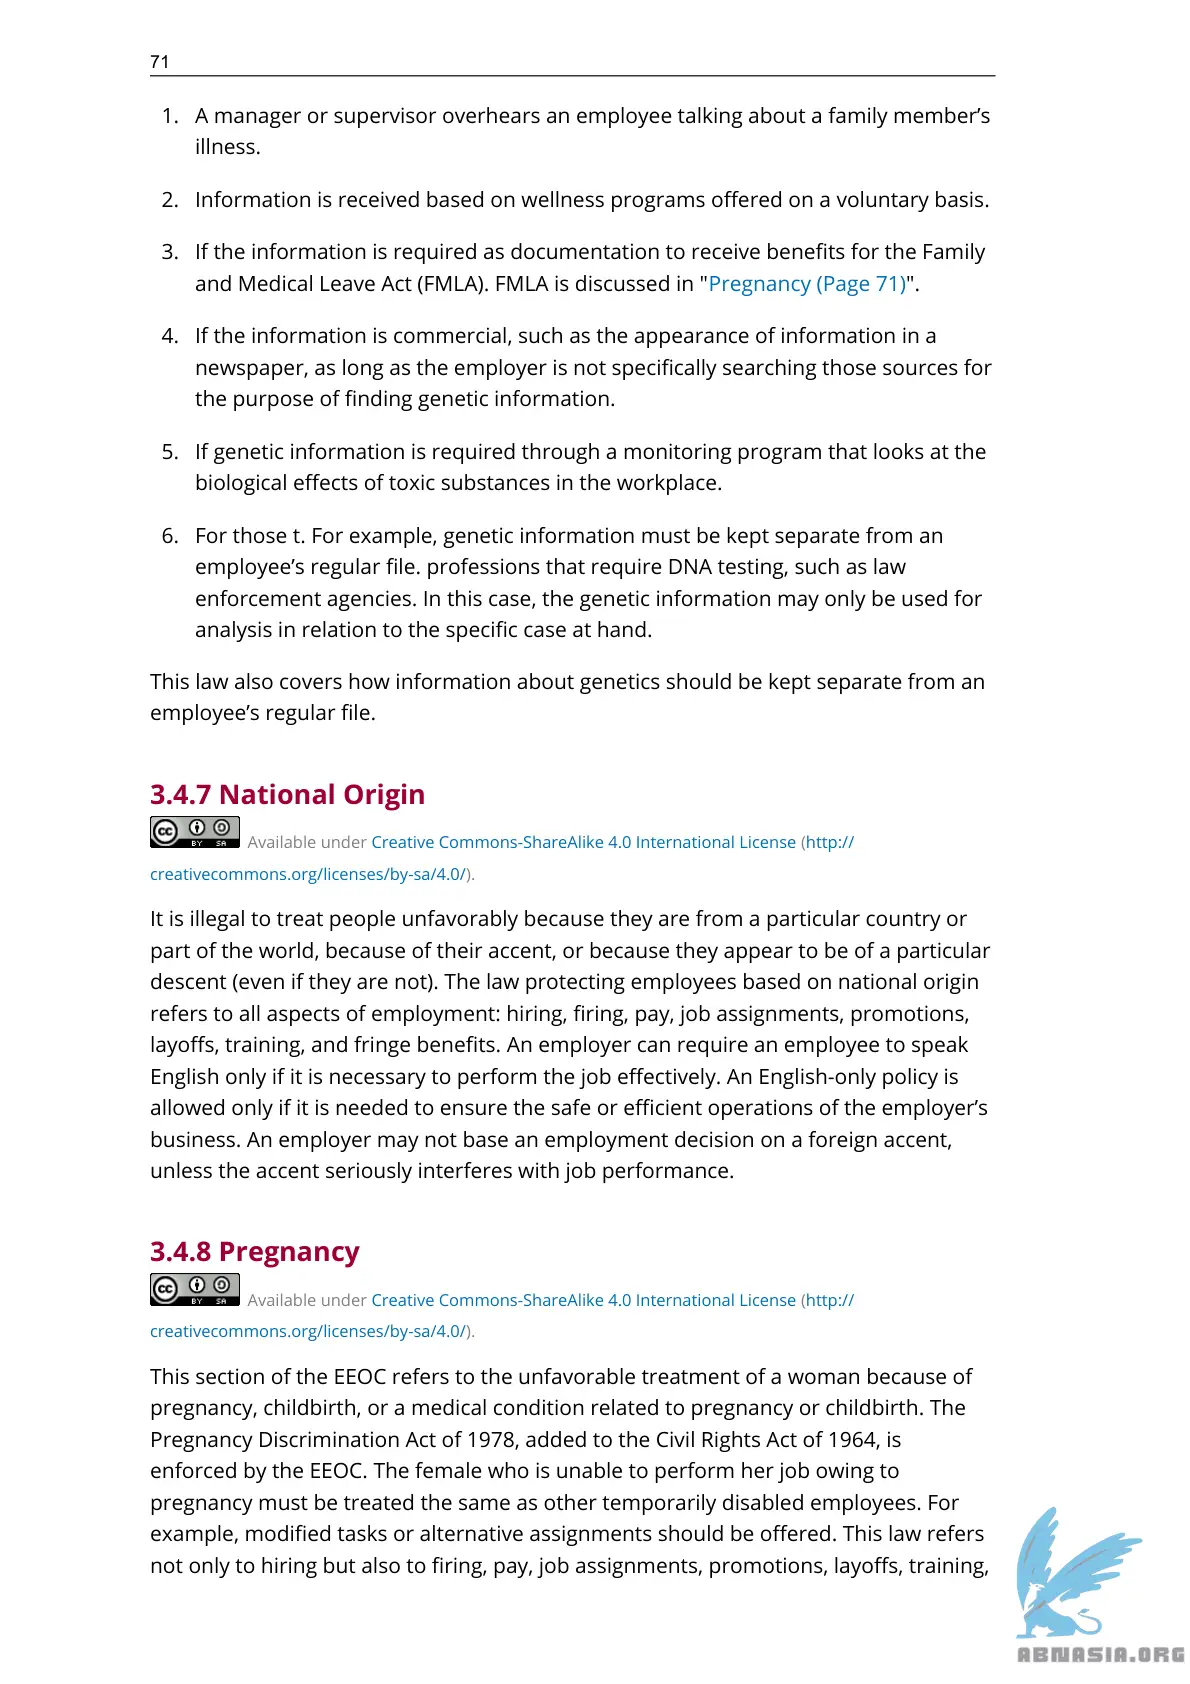 71
1. A manager or supervisor overhears an employee talking about a family member’s
illness.
2. Information is received based on wellness programs offered on a voluntary basis.
3. If the information is required as documentation to receive benefits for the Family
and Medical Leave Act (FMLA). FMLA is discussed in "Pregnancy (Page 71)".
4. If the information is commercial, such as the appearance of information in a
newspaper, as long as the employer is not specifically searching those sources for
the purpose of finding genetic information.
5. If genetic information is required through a monitoring program that looks at the
biological effects of toxic substances in the workplace.
6. For those t. For example, genetic information must be kept separate from an
employee’s regular file. professions that require DNA testing, such as law
enforcement agencies. In this case, the genetic information may only be used for
analysis in relation to the specific case at hand.
This law also covers how information about genetics should be kept separate from an
employee’s regular file.
3.4.7 National Origin
cc BY SA Available under Creative Commons-ShareAlike 4.0 International License (http://
creativecommons.org/licenses/by-sa/4.0/).
It is illegal to treat people unfavorably because they are from a particular country or
part of the world, because of their accent, or because they appear to be of a particular
descent (even if they are not). The law protecting employees based on national origin
refers to all aspects of employment: hiring, firing, pay, job assignments, promotions,
layoffs, training, and fringe benefits. An employer can require an employee to speak
English only if it is necessary to perform the job effectively. An English-only policy is
allowed only if it is needed to ensure the safe or efficient operations of the employer’s
business. An employer may not base an employment decision on a foreign accent,
unless the accent seriously interferes with job performance.
3.4.8 Pregnancy
cc BY SA Available under Creative Commons-ShareAlike 4.0 International License (http://
creativecommons.org/licenses/by-sa/4.0/).
This section of the EEOC refers to the unfavorable treatment of a woman because of
pregnancy, childbirth, or a medical condition related to pregnancy or childbirth. The
Pregnancy Discrimination Act of 1978, added to the Civil Rights Act of 1964, is
enforced by the EEOC. The female who is unable to perform her job owing to
pregnancy must be treated the same as other temporarily disabled employees. For
example, modified tasks or alternative assignments should be offered. This law refers
not only to hiring but also to firing, pay, job assignments, promotions, layoffs, training,
ABNASIA.ORG